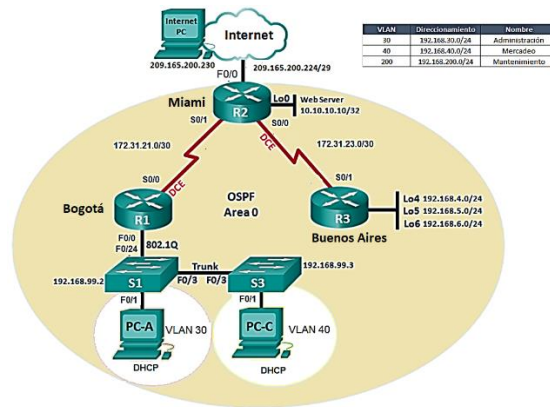 Internet
PC
Internet
209.165.200.230
209.165.200.224/29
F0/0
Miami
R2
Lo0
Web Server
10.10.10.10/32
S0/1
S0/0
DCE
172.31.21.0/30
172.31.23.0/30
S0/0
DCE
S0/1
Bogotá
R1
OSPF
Area 0
R3
Buenos Aires
Lo4 192.168.4.0/24
Lo5 192.168.5.0/24
Lo6 192.168.6.0/24
F0/0
F0/24
802.1Q
192.168.99.2
S1
Trunk
F0/3 F0/3
S3
192.168.99.3
F0/1
F0/1
PC-A
VLAN 30
PC-C
VLAN 40
DHCP
DHCP
VLAN Direccionamiento Nombre
30 192.168.30.0/24 Administración
40 192.168.40.0/24 Mercadeo
200 192.168.200.0/24 Mantenimiento